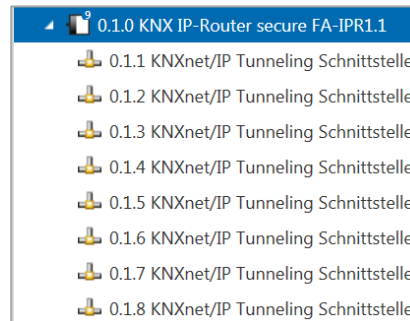 9
0.1.0 KNX IP-Router secure FA-IPR1.1
0.1.1 KNXnet/IP Tunneling Schnittstelle
0.1.2 KNXnet/IP Tunneling Schnittstelle
0.1.3 KNXnet/IP Tunneling Schnittstelle
0.1.4 KNXnet/IP Tunneling Schnittstelle
0.1.5 KNXnet/IP Tunneling Schnittstelle
0.1.6 KNXnet/IP Tunneling Schnittstelle
0.1.7 KNXnet/IP Tunneling Schnittstelle
0.1.8 KNXnet/IP Tunneling Schnittstelle